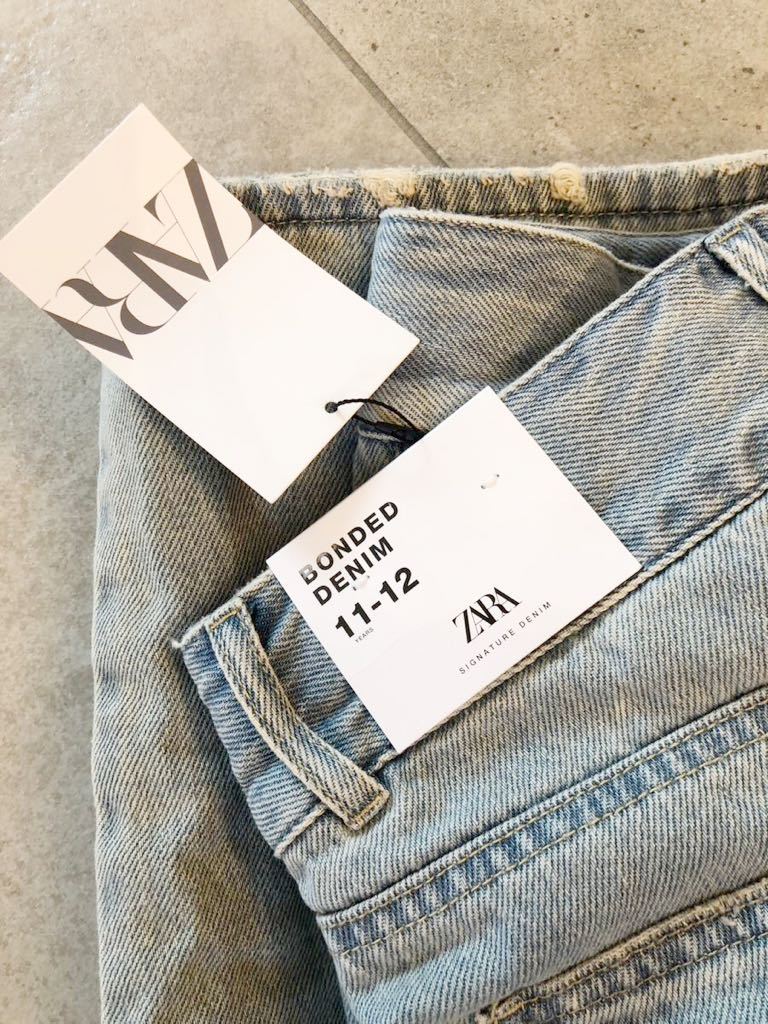 ZARA
BONDED
DENIM
11-12
YEARS
ZARA
SIGNATURE DENIM